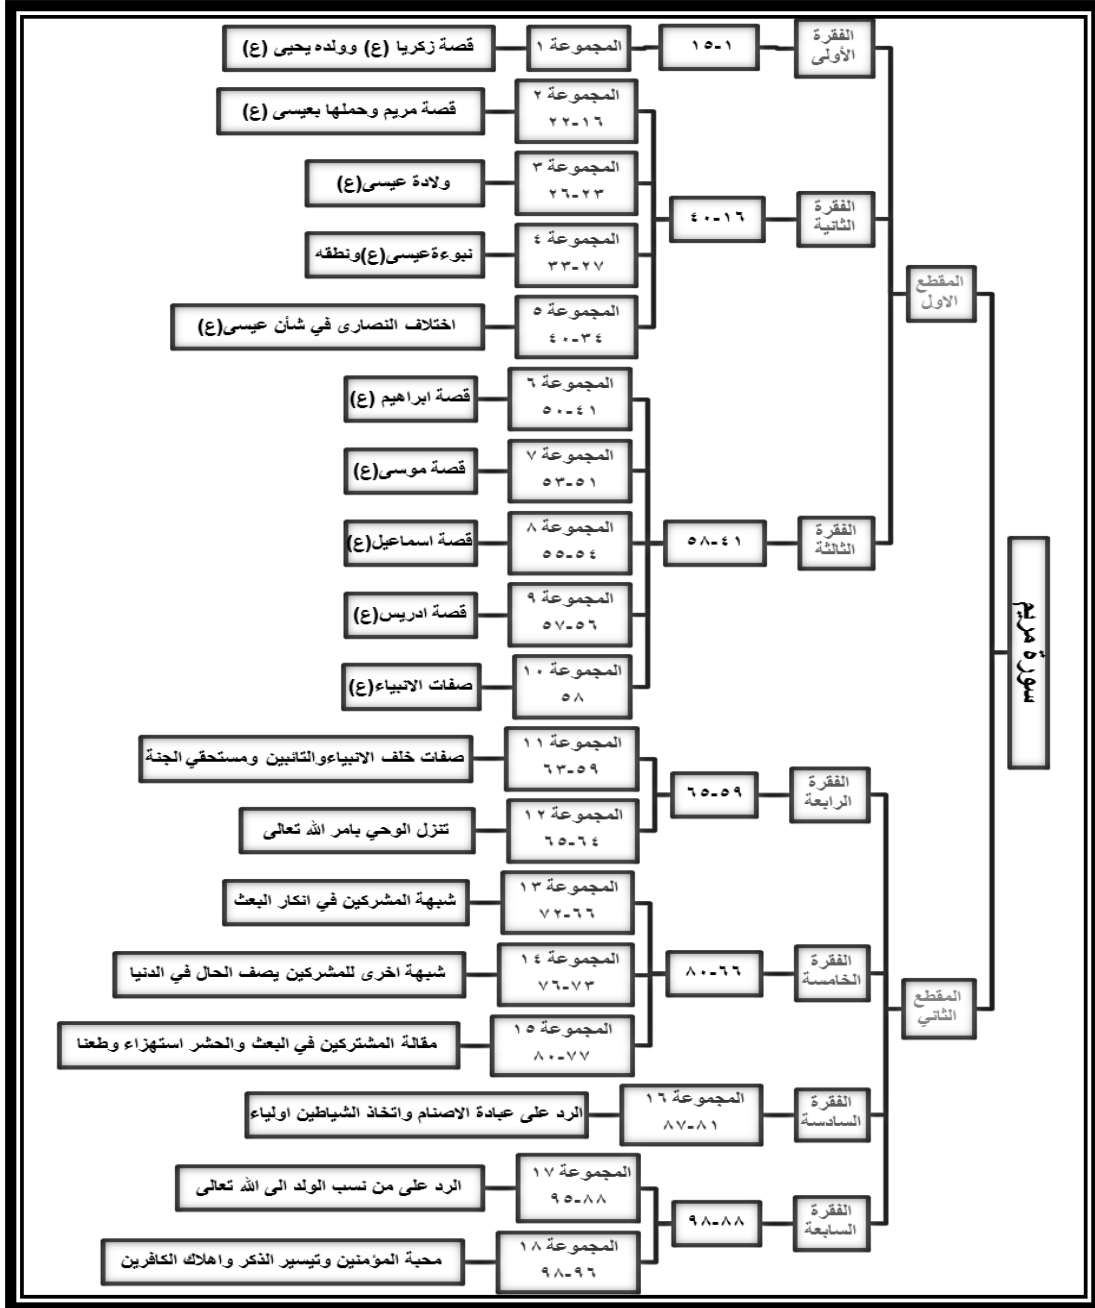 سورة مريم
المقطع
الاول
الفقرة
الأولى
١-١٥
المجموعة ١
قصة زكريا (ع) وولده يحيى (ع)
الفقرة
الثانية
١٦-٤٠
المجموعة ٢
١٦-٢٢
قصة مريم وحملها بعيسى (ع)
المجموعة ٣
٢٣-٢٦
ولادة عيسى(ع)
المجموعة ٤
٢٧-٣٣
نبوءةعيسى(ع)ونطقه
المجموعة ٥
٣٤-٤٠
اختلاف النصارى في شأن عيسى(ع)
الفقرة
الثالثة
٤١-٥٨
المجموعة ٦
٤١-٥٠
قصة ابراهيم (ع)
المجموعة ٧
٥١-٥٣
قصة موسى(ع)
المجموعة ٨
٥٤-٥٥
قصة اسماعيل(ع)
المجموعة ٩
٥٦-٥٧
قصة ادريس(ع)
المجموعة ١٠
٥٨
صفات الانبياء(ع)
المقطع
الثاني
الفقرة
الرابعة
٥٩-٦٥
المجموعة ١١
٥٩-٦٣
صفات خلف الانبياءوالتائبين ومستحقي الجنة
المجموعة ١٢
٦٤-٦٥
تنزل الوحي بامر الله تعالى
الفقرة
الخامسة
٦٦-٨٠
المجموعة ١٣
٦٦-٧٢
شبهة المشركين في انكار البعث
المجموعة ١٤
٧٣-٧٦
شبهة اخرى للمشركين يصف الحال في الدنيا
المجموعة ١٥
٧٧-٨٠
مقالة المشتركين في البعث والحشر استهزاء وطعنا
الفقرة
السادسة
المجموعة ١٦
٨١-٨٧
الرد على عبادة الاصنام واتخاذ الشياطين اولياء
الفقرة
السابعة
٨٨-٩٨
المجموعة ١٧
٨٨-٩٥
الرد على من نسب الولد الى الله تعالى
المجموعة ١٨
٩٦-٩٨
محبة المؤمنين وتيسير الذكر واهلاك الكافرين